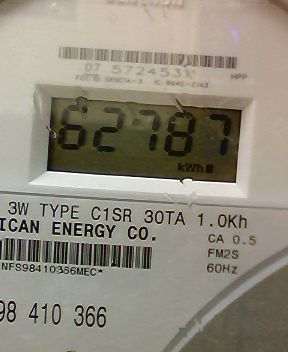 07 572453
62787
kWh
3W TYPE C1SR 30TA 1.0Kh
ICAN ENERGY CO.
CA 0.5
FM2S
60Hz
NFS98410366MEC*
98 410 366